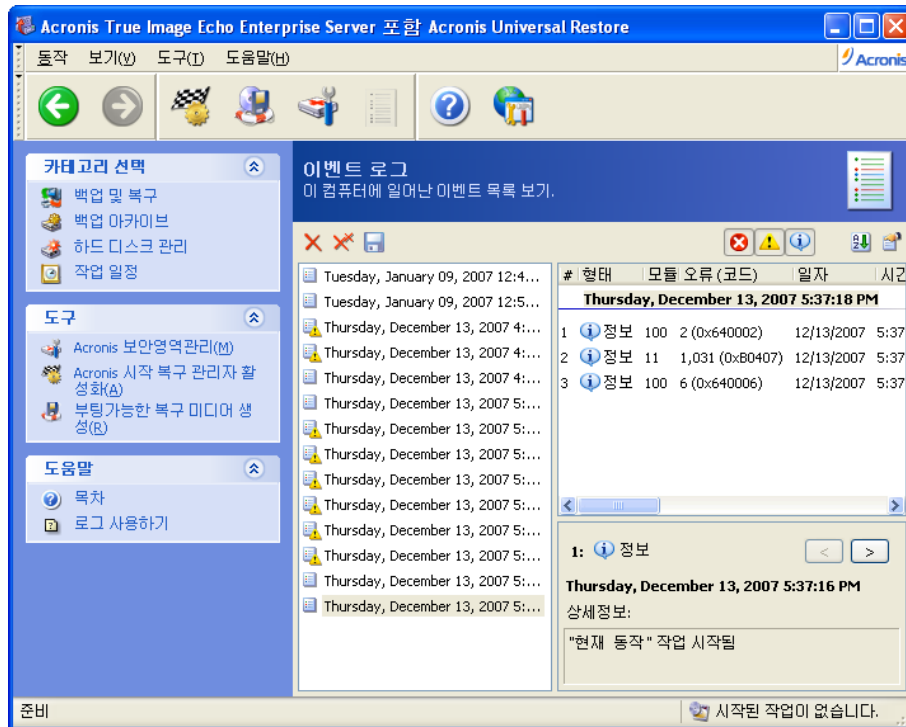 Acronis True Image Echo Enterprise Server 포함 Acronis Universal Restore
동작 보기(V) 도구(T) 도움말(H)
Acronis
카테고리 선택
백업 및 복구
백업 아카이브
하드 디스크 관리
작업 일정
도구
Acronis 보안영역관리(M)
Acronis 시작 복구 관리자 활
성화(A)
부팅가능한 복구 미디어 생
성(R)
도움말
목차
로그 사용하기
이벤트 로그
이 컴퓨터에 일어난 이벤트 목록 보기.
Tuesday, January 09, 2007 12:4...
Tuesday, January 09, 2007 12:5...
Thursday, December 13, 2007 4:...
Thursday, December 13, 2007 4:...
Thursday, December 13, 2007 4:...
Thursday, December 13, 2007 5:...
Thursday, December 13, 2007 5:...
Thursday, December 13, 2007 5:...
Thursday, December 13, 2007 5:...
Thursday, December 13, 2007 5:...
Thursday, December 13, 2007 5:...
Thursday, December 13, 2007 5:...
Thursday, December 13, 2007 5:...
Thursday, December 13, 2007 5:...
# 형태 모듈 오류(코드) 일자 시간
Thursday, December 13, 2007 5:37:18 PM
1 정보 100 2 (0x640002) 12/13/2007 5:37
2 정보 11 1,031 (0xB0407) 12/13/2007 5:37
3 정보 100 6 (0x640006) 12/13/2007 5:37
1: 정보
< >
Thursday, December 13, 2007 5:37:16 PM
상세정보:
"현재 동작" 작업 시작됨
준비
시작된 작업이 없습니다.